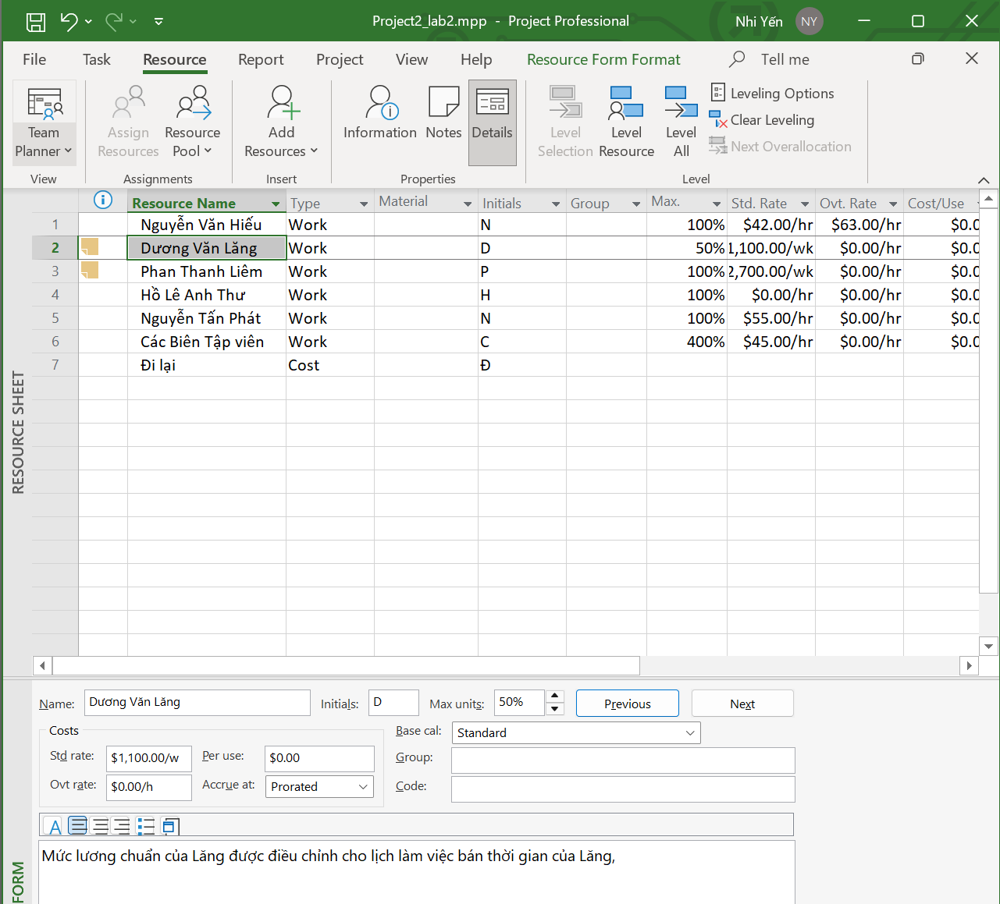 Project2_lab2.mpp - Project Professional
Nhi Yến NY
File Task Resource Report Project View Help Resource Form Format Tell me
Team Planner
Assign Resources
Resource Pool
Add Resources
Information
Notes
Details
Level Selection
Level Resource
Level All
Leveling Options
Clear Leveling
Next Overallocation
View Assignments Insert Properties Level
Resource Name Type Material Initials Group Max. Std. Rate Ovt. Rate Cost/Use
1 Nguyễn Văn Hiếu Work N 100% $42.00/hr $63.00/hr $0.0
2 Dương Văn Lăng Work D 50% 1,100.00/wk $0.00/hr $0.0
3 Phan Thanh Liêm Work P 100% 2,700.00/wk $0.00/hr $0.0
4 Hồ Lê Anh Thư Work H 100% $0.00/hr $0.00/hr $0.0
5 Nguyễn Tấn Phát Work N 100% $55.00/hr $0.00/hr $0.0
6 Các Biên Tập viên Work C 400% $45.00/hr $0.00/hr $0.0
7 Đi lại Cost Đ
RESOURCE SHEET
Name: Dương Văn Lăng Initials: D Max units: 50% Previous Next
Costs Base cal: Standard
Std rate: $1,100.00/w Per use: $0.00 Group:
Ovt rate: $0.00/h Accrue at: Prorated Code:
A
Mức lương chuẩn của Lăng được điều chỉnh cho lịch làm việc bán thời gian của Lăng,
FORM